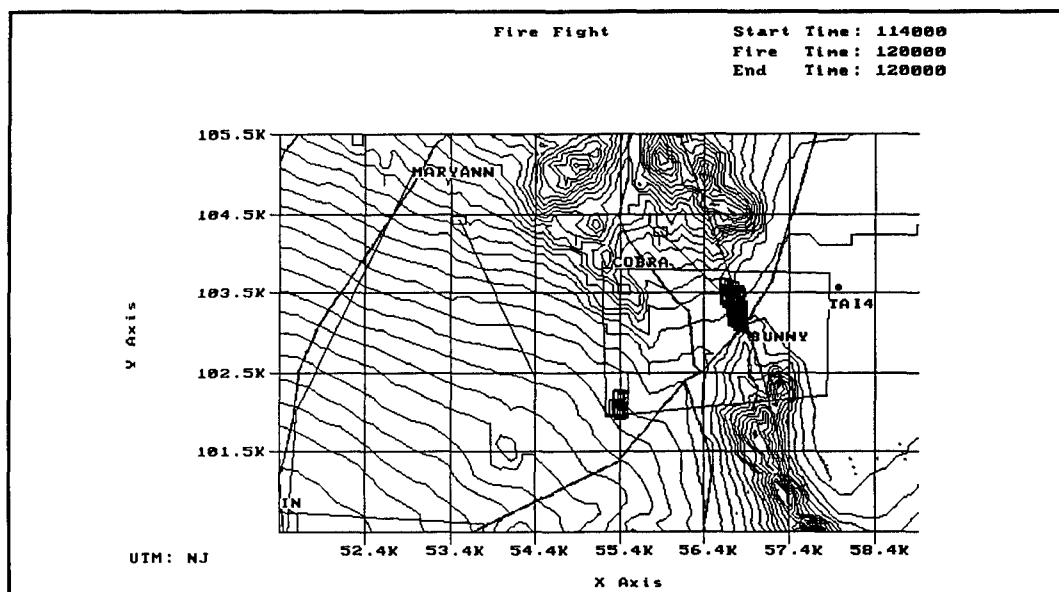 Fire Fight
Start Time: 114000
Fire Time: 120000
End Time: 120000
105.5K
MARYANN
104.5K
COBRA
103.5K
TAI4
BUNNY
Y Axis
102.5K
101.5K
IN
52.4K 53.4K 54.4K 55.4K 56.4K 57.4K 58.4K
UTM: NJ
X Axis